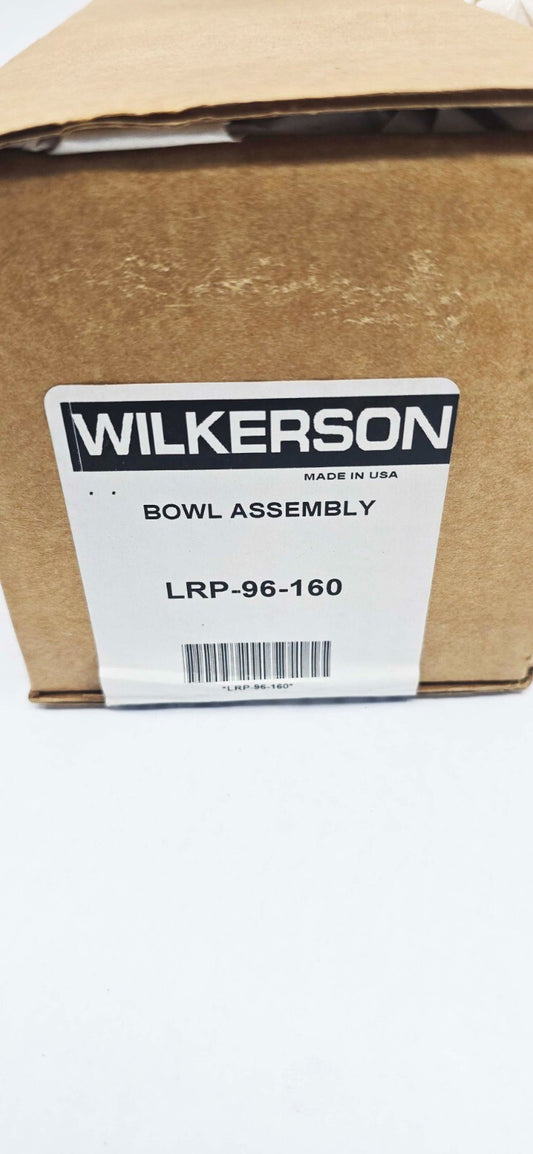 WILKERSON
MADE IN USA
BOWL ASSEMBLY
LRP-96-160
*LRP-96-160*